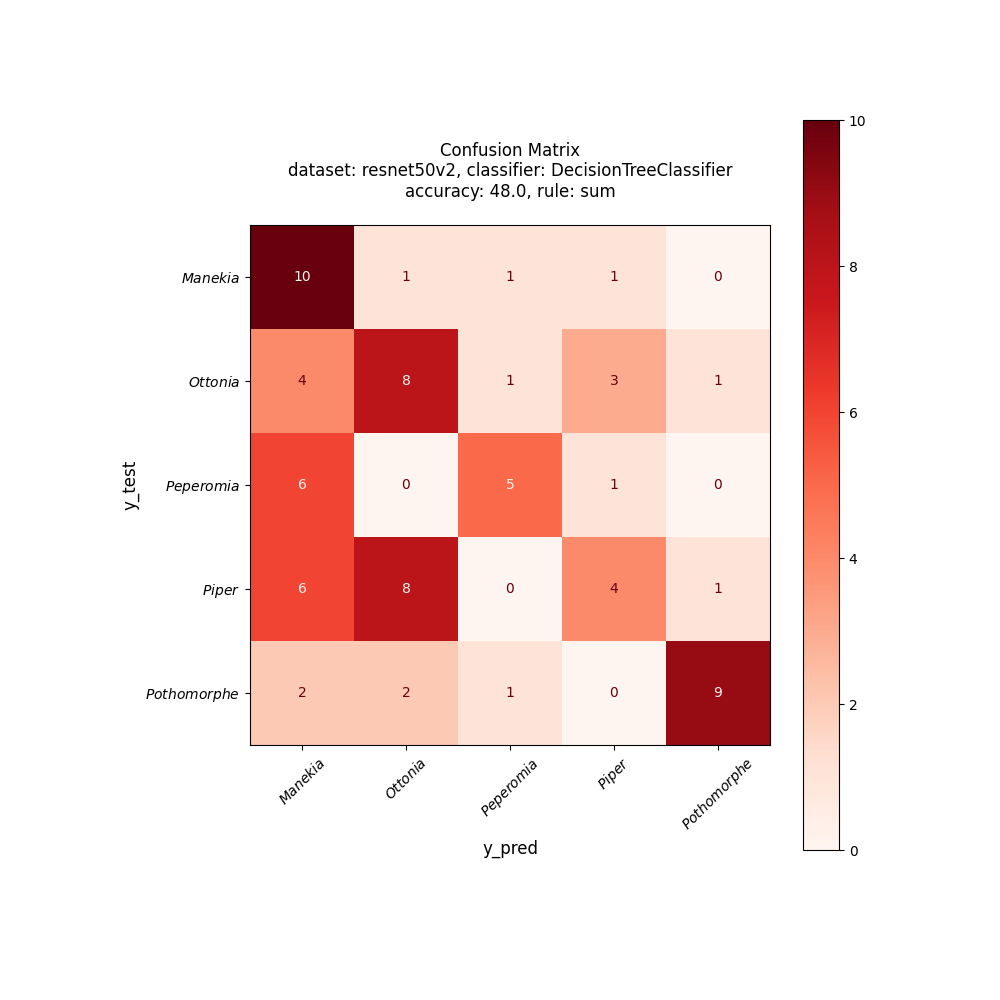 Confusion Matrix
dataset: resnet50v2, classifier: DecisionTreeClassifier
accuracy: 48.0, rule: sum
10
8
6
4
2
0
y_test
Manekia 10 1 1 1 0
Ottonia 4 8 1 3 1
Peperomia 6 0 5 1 0
Piper 6 8 0 4 1
Pothomorphe 2 2 1 0 9
Manekia Ottonia Peperomia Piper Pothomorphe
y_pred